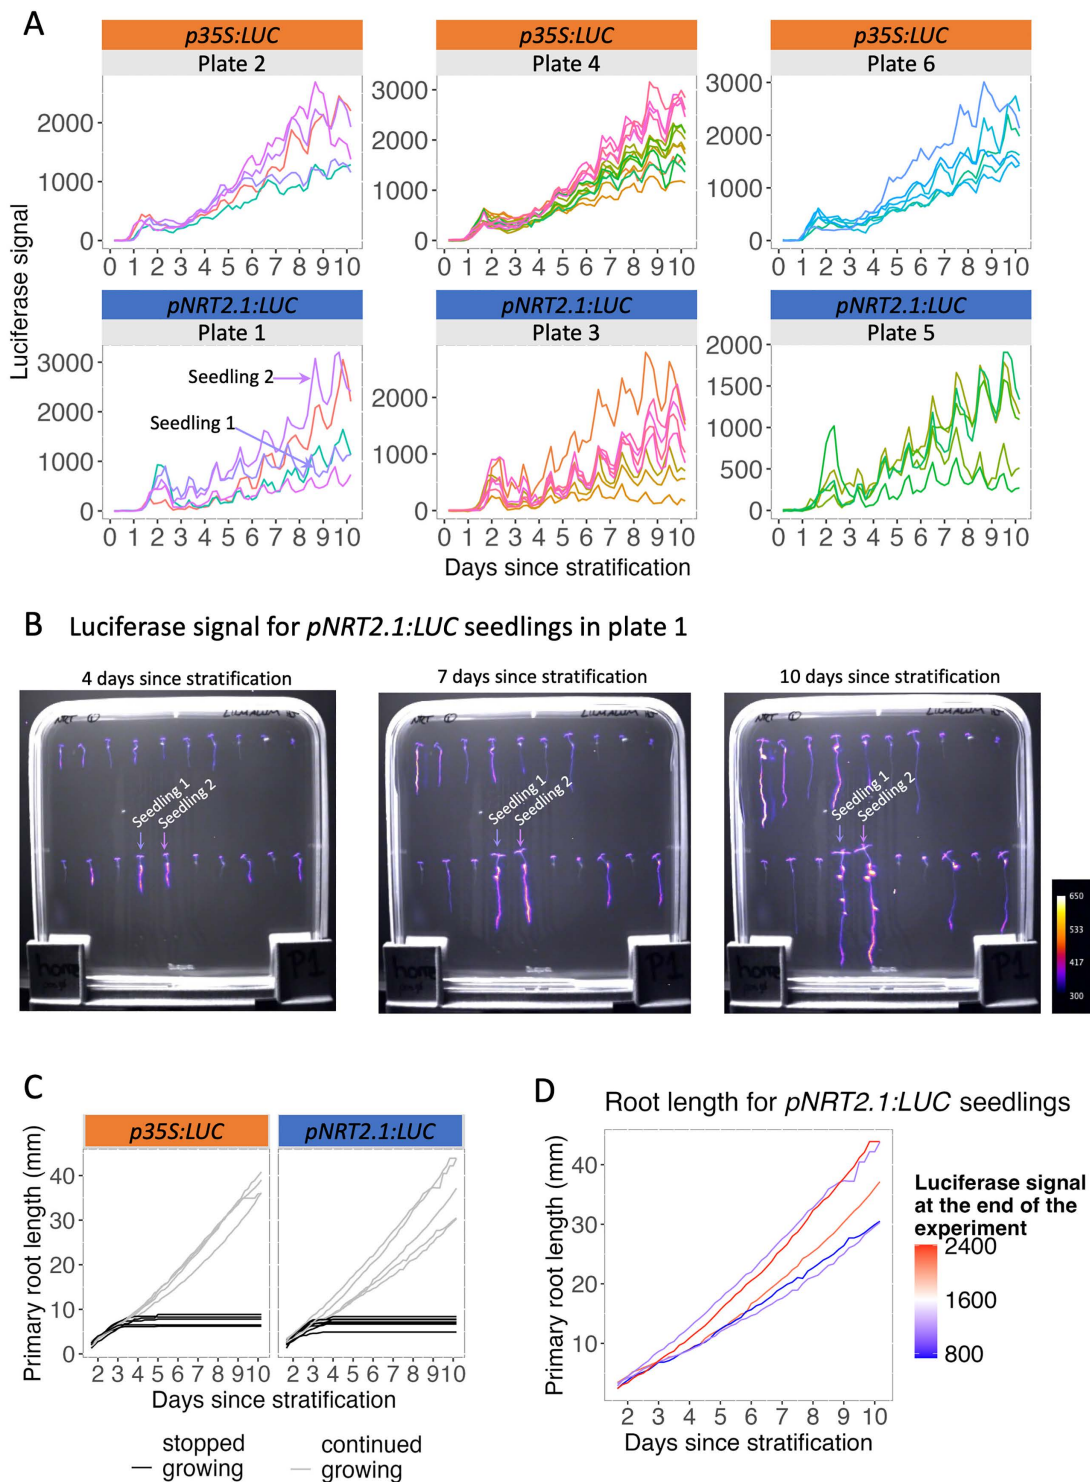 A
p35S:LUC
p35S:LUC
p35S:LUC
Plate 2
Plate 4
Plate 6
2000
1000
0
0 1 2 3 4 5 6 7 8 9 10
3000
2000
1000
0
0 1 2 3 4 5 6 7 8 9 10
3000
2000
1000
0
0 1 2 3 4 5 6 7 8 9 10
Luciferase signal
pNRT2.1:LUC
pNRT2.1:LUC
pNRT2.1:LUC
Plate 1
Plate 3
Plate 5
3000
2000
1000
0
Seedling 2
Seedling 1
0 1 2 3 4 5 6 7 8 9 10
2000
1000
0
0 1 2 3 4 5 6 7 8 9 10
2000
1500
1000
500
0
0 1 2 3 4 5 6 7 8 9 10
Days since stratification
B Luciferase signal for pNRT2.1:LUC seedlings in plate 1
4 days since stratification
7 days since stratification
10 days since stratification
Seedling 1
Seedling 2
P1
Seedling 1
Seedling 2
P1
Seedling 1
Seedling 2
P1
650
533
417
300
C
p35S:LUC
pNRT2.1:LUC
Primary root length (mm)
40
30
20
10
0
2 3 4 5 6 7 8 9 10
2 3 4 5 6 7 8 9 10
Days since stratification
stopped growing
continued growing
D Root length for pNRT2.1:LUC seedlings
Primary root length (mm)
40
30
20
10
2 3 4 5 6 7 8 9 10
Days since stratification
Luciferase signal
at the end of the
experiment
2400
1600
800